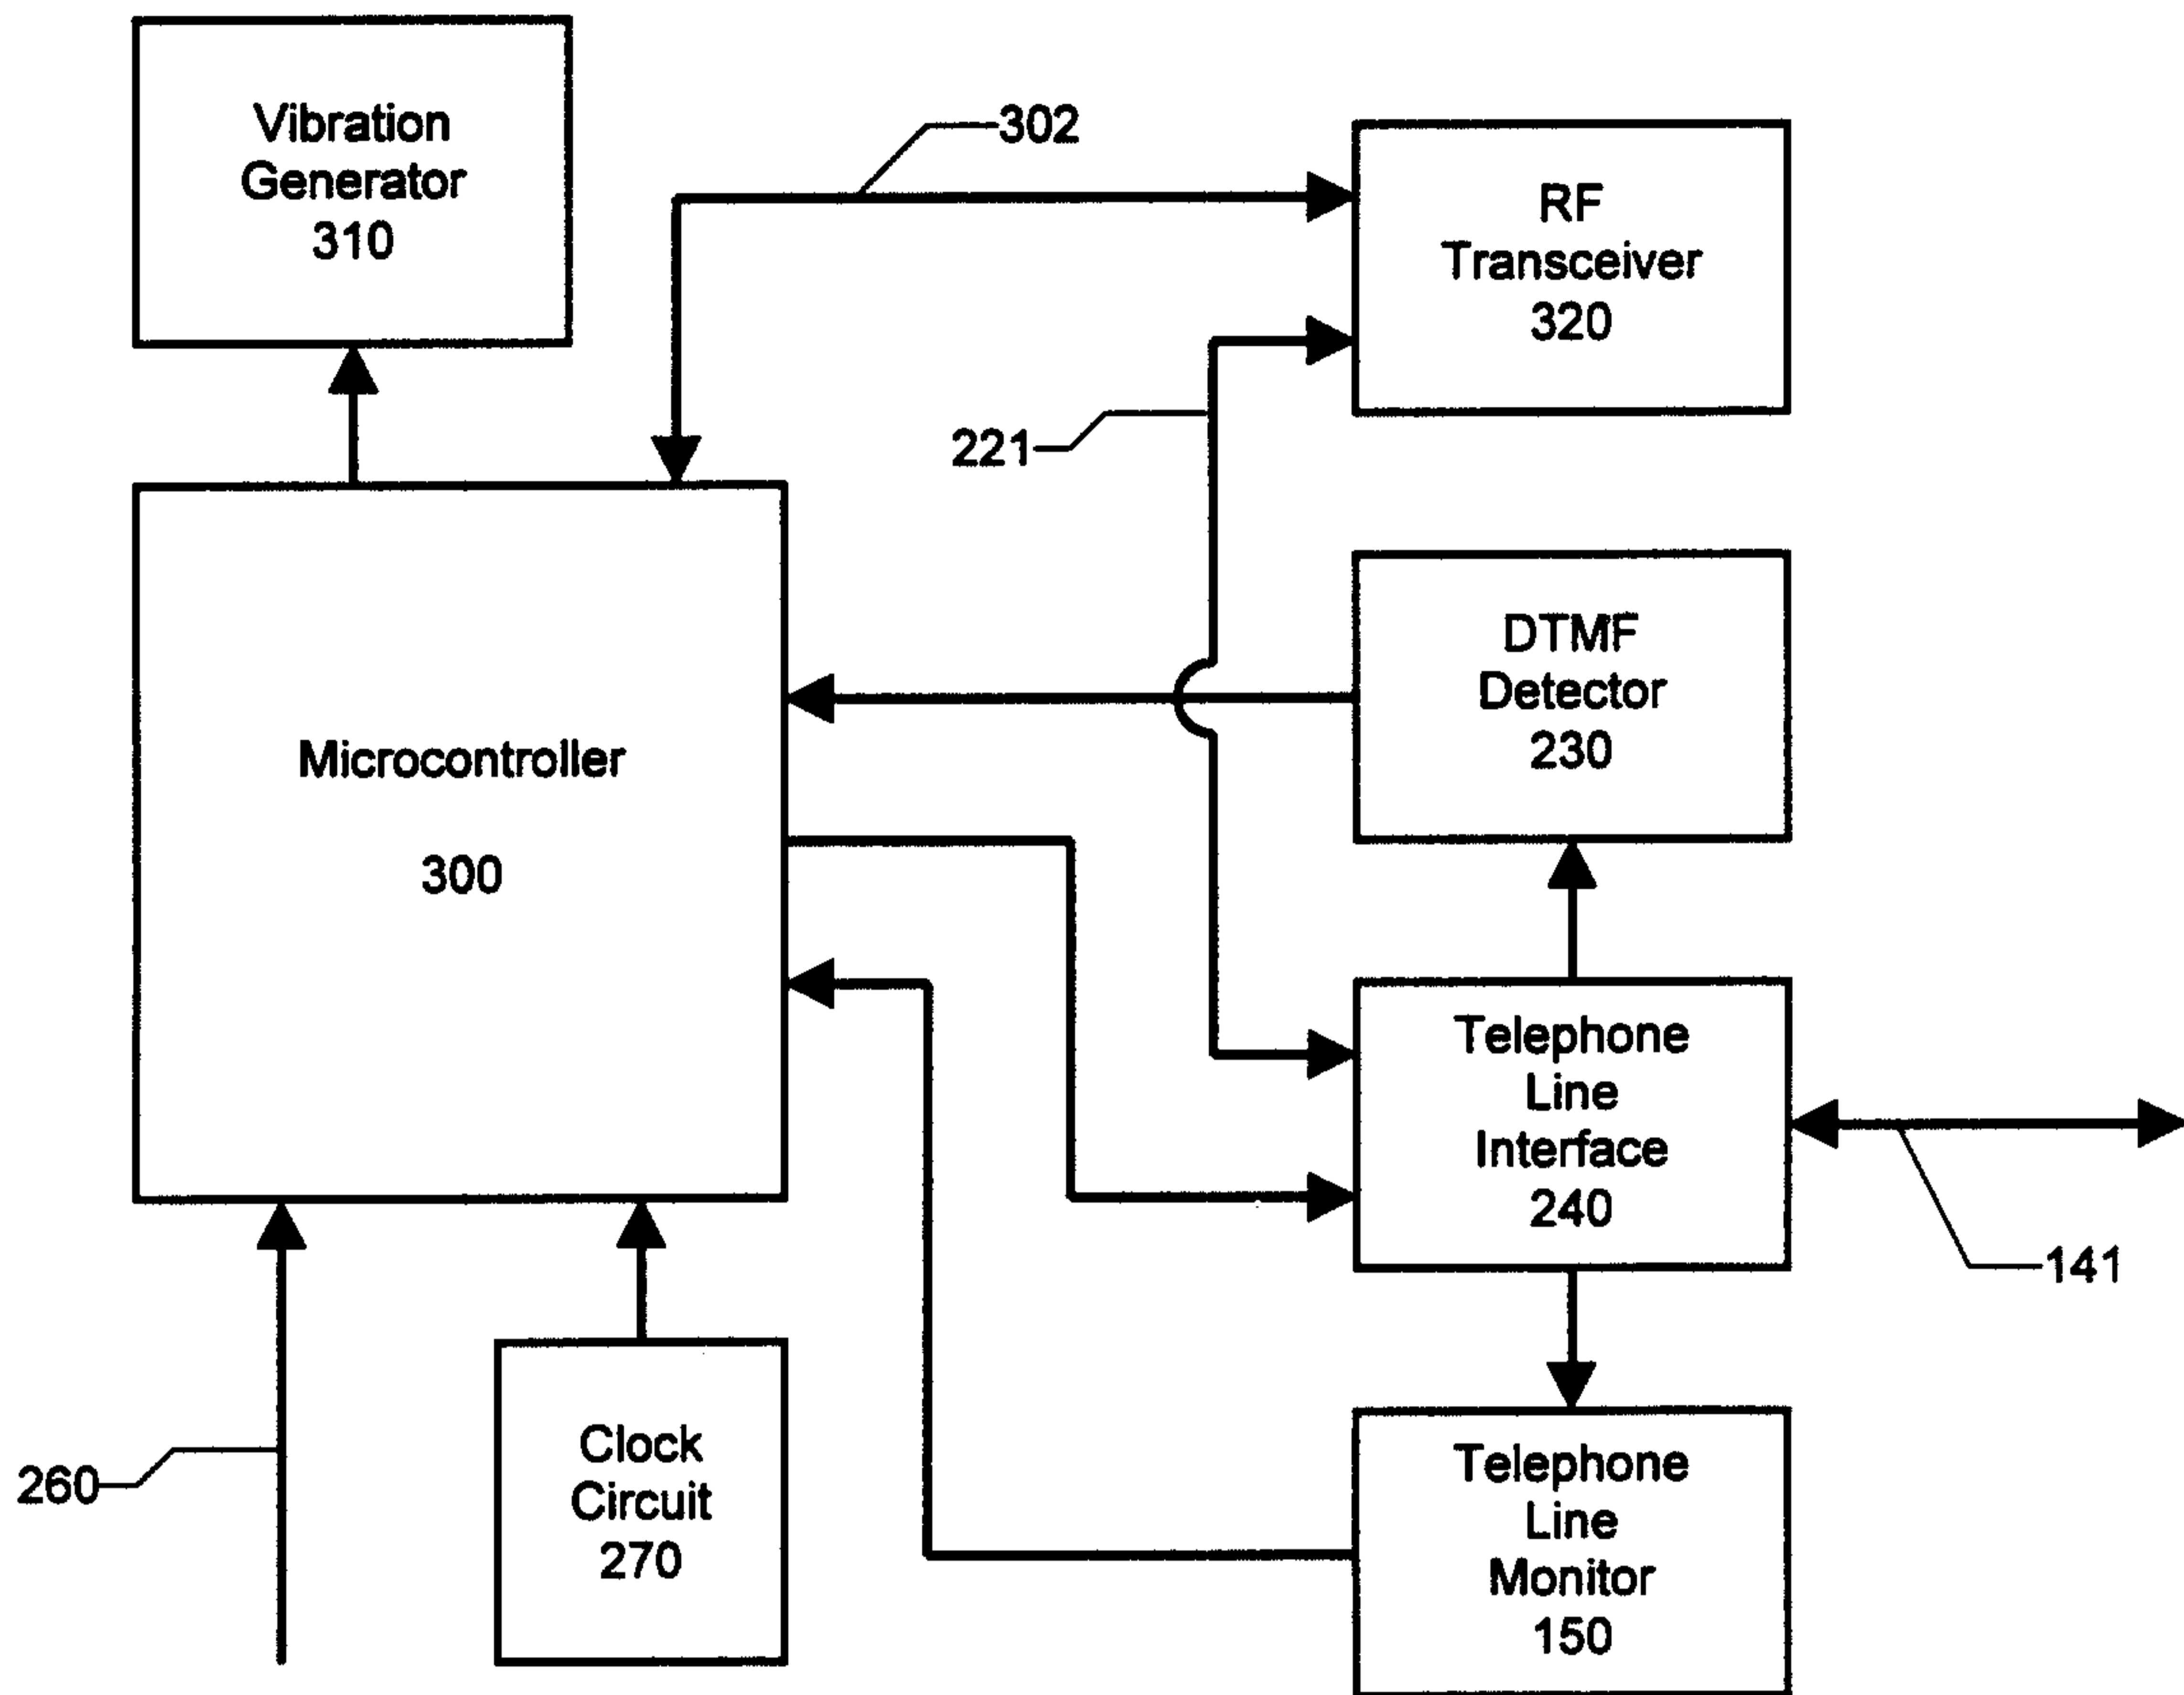 Vibration
Generator
310
302
RF
Transceiver
320
221
DTMF
Detector
230
Microcontroller
300
Telephone
Line
Interface
240
141
260
Clock
Circuit
270
Telephone
Line
Monitor
150